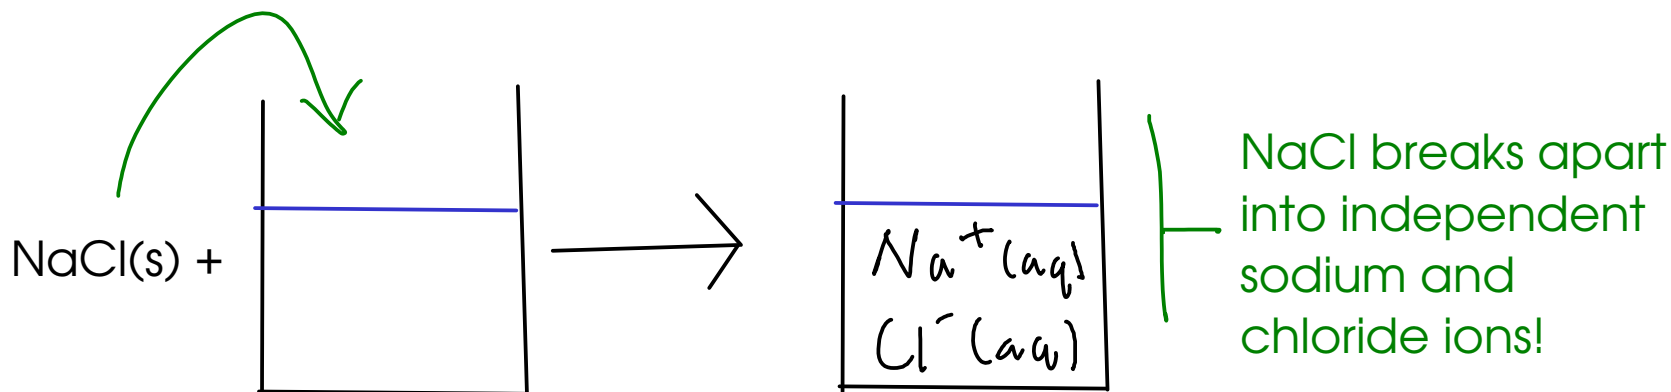 NaCl(s) +
Na⁺(aq)
Cl⁻(aq)
NaCl breaks apart
into independent
sodium and
chloride ions!